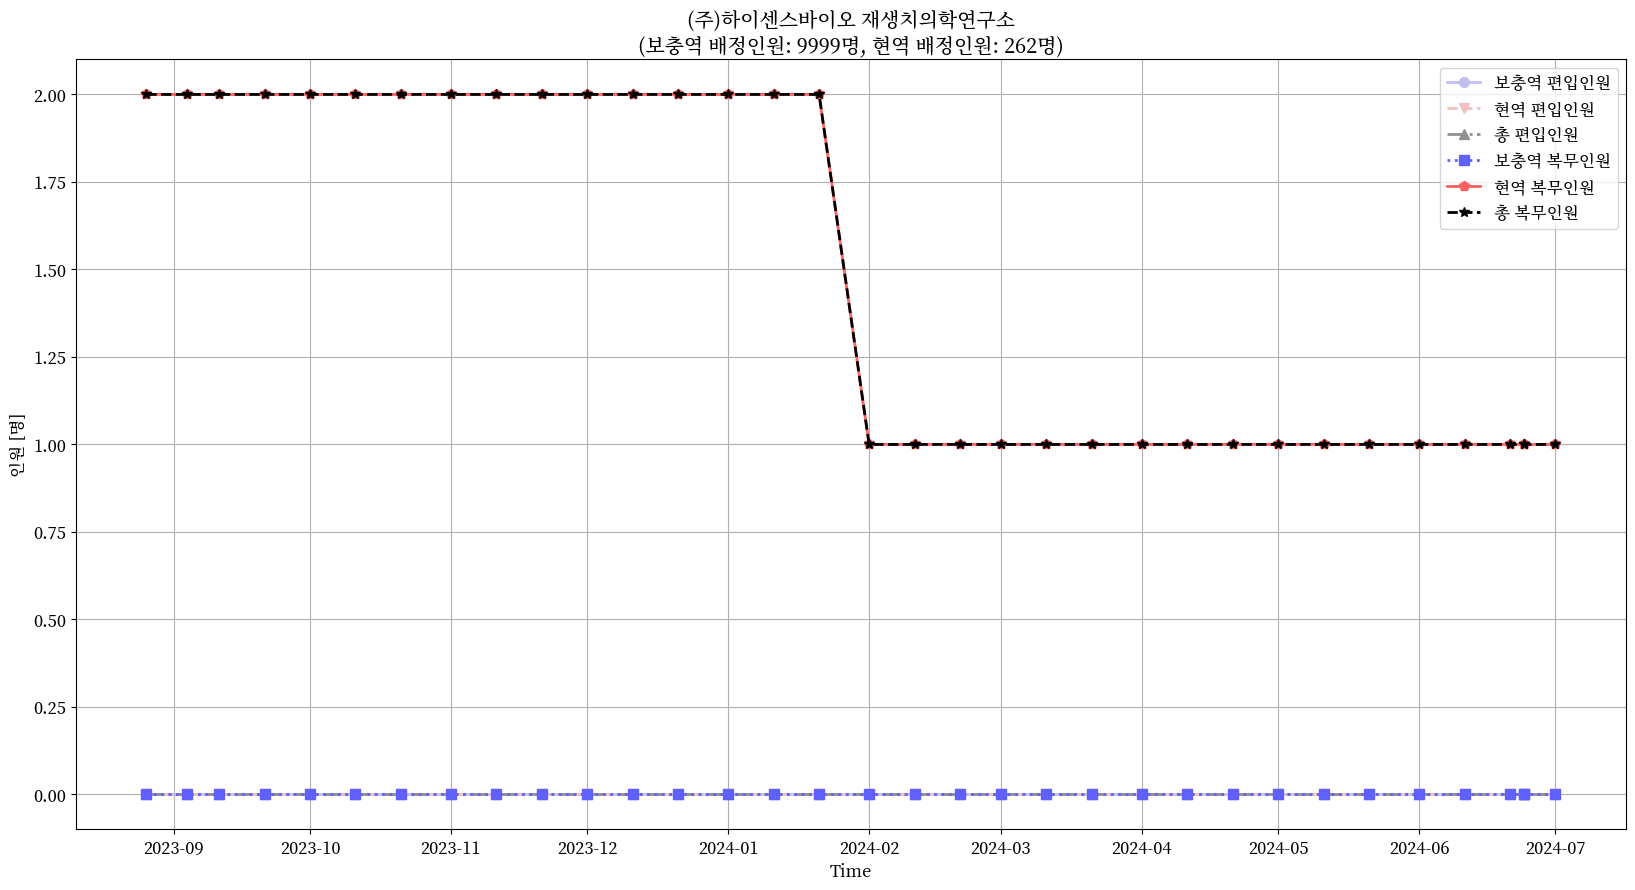 (주)하이센스바이오 재생치의학연구소
(보충역 배정인원: 9999명, 현역 배정인원: 262명)
보충역 편입인원
현역 편입인원
총 편입인원
보충역 복무인원
현역 복무인원
총 복무인원
인원 [명]
2.00
1.75
1.50
1.25
1.00
0.75
0.50
0.25
0.00
2023-09 2023-10 2023-11 2023-12 2024-01 2024-02 2024-03 2024-04 2024-05 2024-06 2024-07
Time